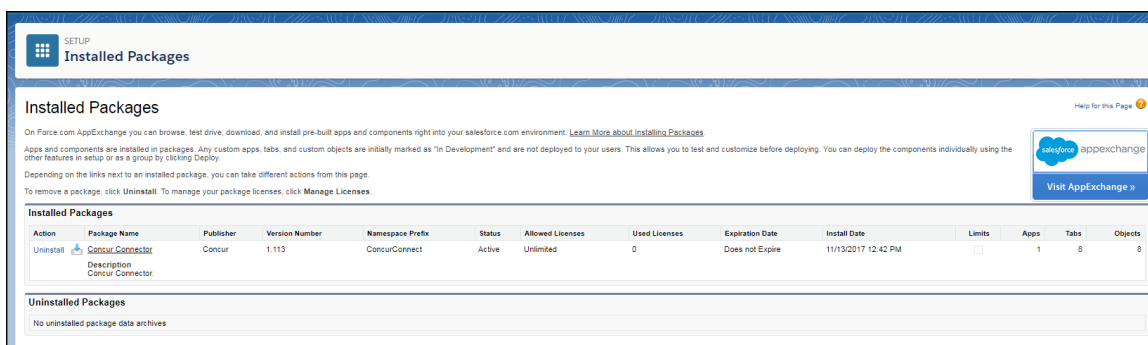 SETUP
Installed Packages
Installed Packages
Help for this Page
On Force.com AppExchange you can browse, test drive, download, and install pre-built apps and components right into your salesforce.com environment. Learn More about Installing Packages.
Apps and components are installed in packages. Any custom apps, tabs, and custom objects are initially marked as "In Development" and are not deployed to your users. This allows you to test and customize before deploying. You can deploy the components individually using the
other features in setup or as a group by clicking Deploy.
Depending on the links next to an installed package, you can take different actions from this page.
To remove a package, click Uninstall. To manage your package licenses, click Manage Licenses.
salesforce appexchange
Visit AppExchange »
Installed Packages
Action Package Name Publisher Version Number Namespace Prefix Status Allowed Licenses Used Licenses Expiration Date Install Date Limits Apps Tabs Objects
Uninstall Concur Connector Concur 1.113 ConcurConnect Active Unlimited 0 Does not Expire 11/13/2017 12:42 PM 1 8 8
Description
Concur Connector.
Uninstalled Packages
No uninstalled package data archives